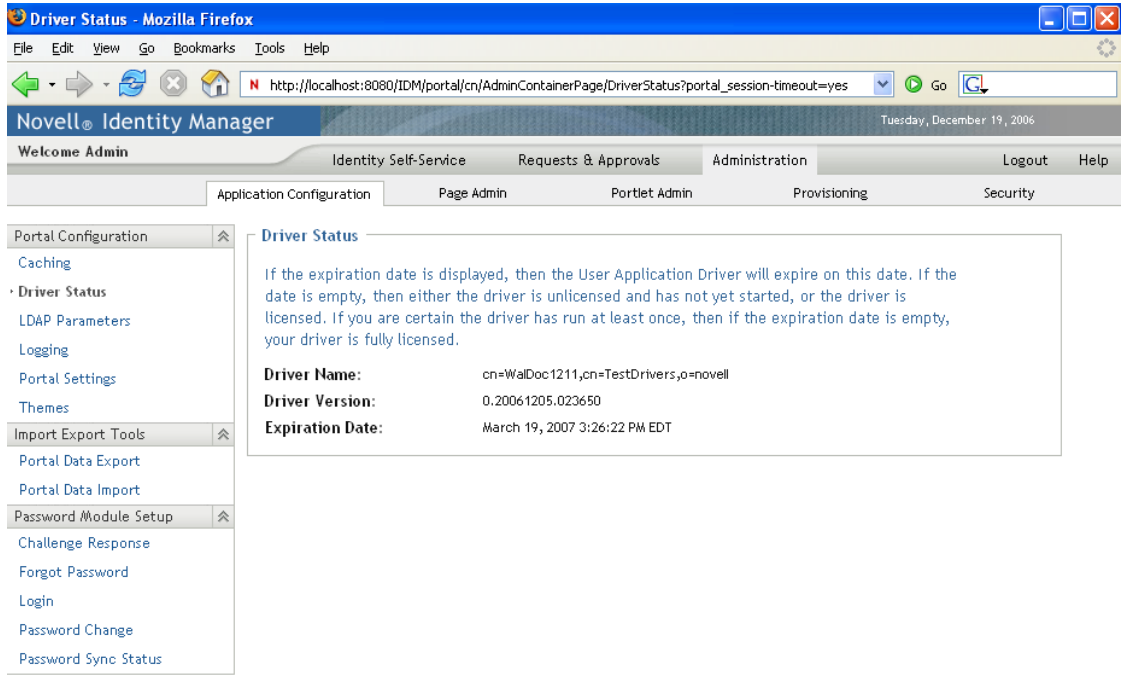 Driver Status - Mozilla Firefox
File Edit View Go Bookmarks Tools Help
N http://localhost:8080/IDM/portal/cn/AdminContainerPage/DriverStatus?portal_session-timeout=yes Go G
Novell® Identity Manager Tuesday, December 19, 2006
Welcome Admin Identity Self-Service Requests & Approvals Administration Logout Help
Application Configuration Page Admin Portlet Admin Provisioning Security
Portal Configuration
Caching
Driver Status
LDAP Parameters
Logging
Portal Settings
Themes
Import Export Tools
Portal Data Export
Portal Data Import
Password Module Setup
Challenge Response
Forgot Password
Login
Password Change
Password Sync Status
Driver Status
If the expiration date is displayed, then the User Application Driver will expire on this date. If the
date is empty, then either the driver is unlicensed and has not yet started, or the driver is
licensed. If you are certain the driver has run at least once, then if the expiration date is empty,
your driver is fully licensed.
Driver Name: cn=WalDoc1211,cn=TestDrivers,o=novell
Driver Version: 0.20061205.023650
Expiration Date: March 19, 2007 3:26:22 PM EDT